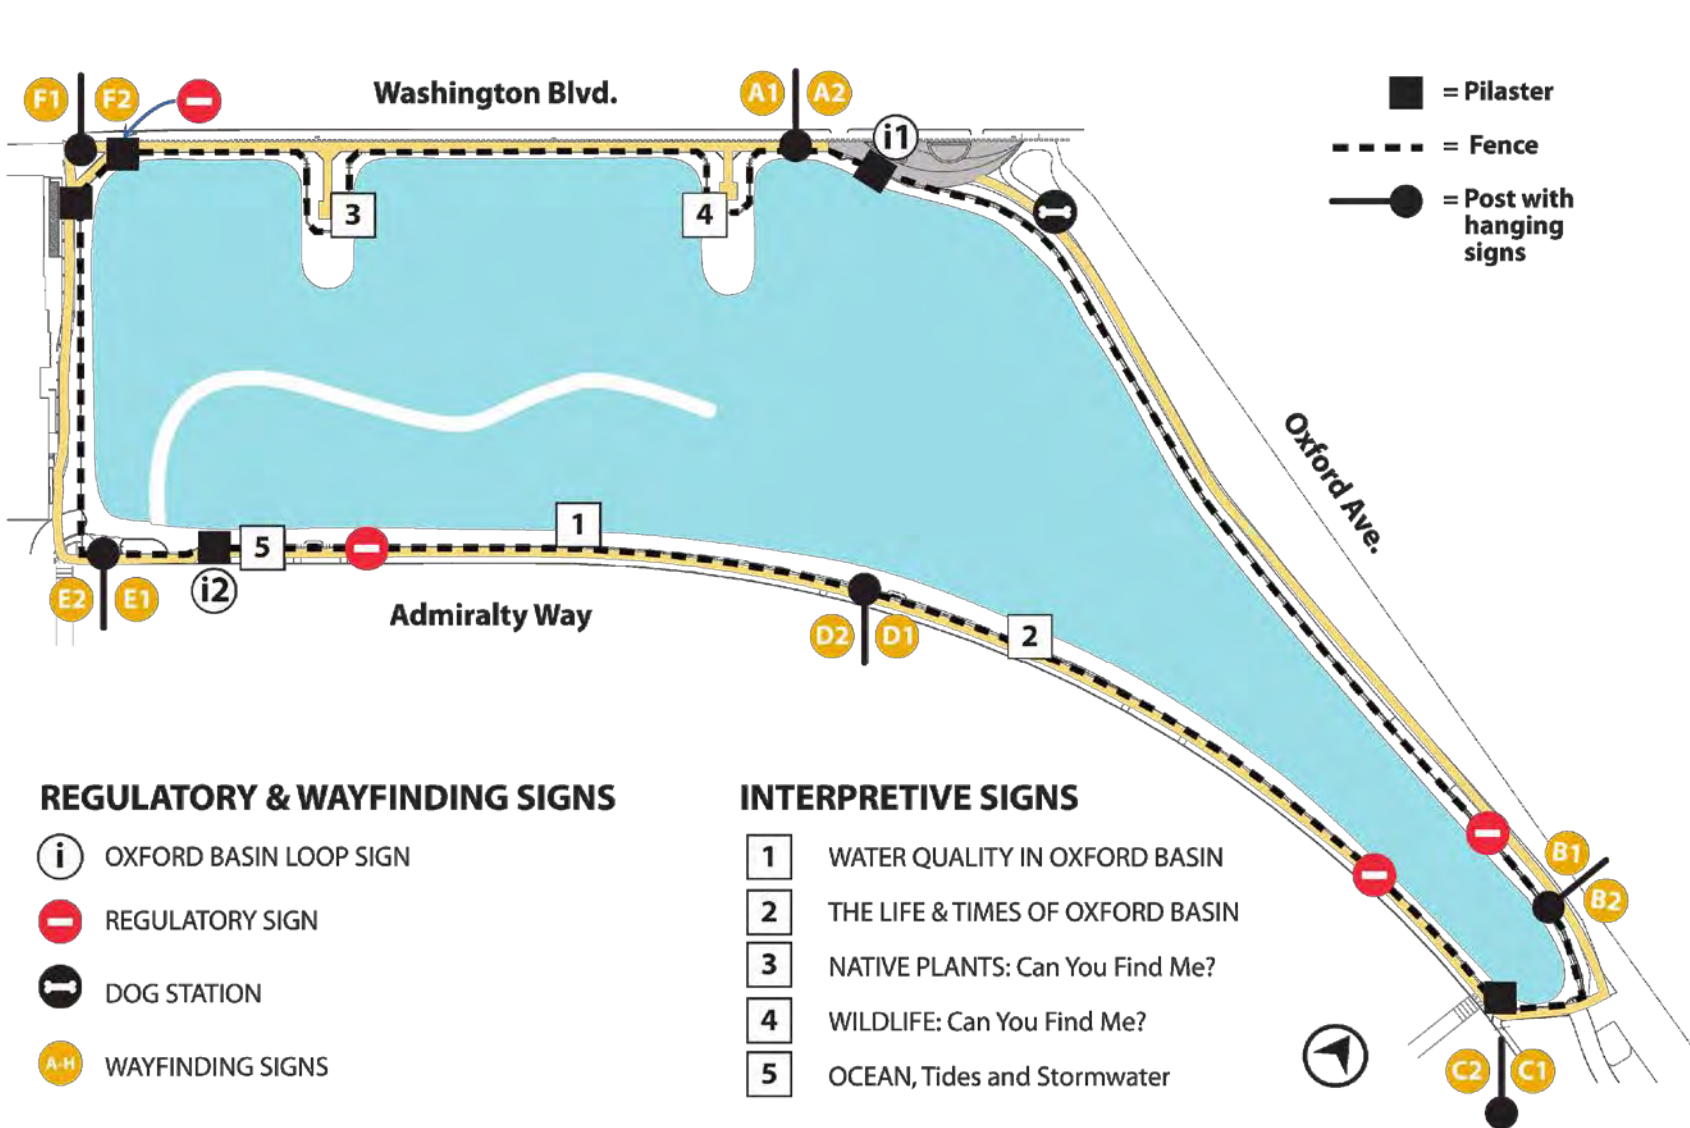 F1
F2
Washington Blvd.
A1
A2
i1
= Pilaster
= Fence
= Post with
hanging
signs
3
4
Oxford Ave.
1
5
i2
E2
E1
Admiralty Way
D2
D1
2
B1
B2
C2
C1
REGULATORY & WAYFINDING SIGNS
i
OXFORD BASIN LOOP SIGN
REGULATORY SIGN
DOG STATION
A-H
WAYFINDING SIGNS
INTERPRETIVE SIGNS
1
WATER QUALITY IN OXFORD BASIN
2
THE LIFE & TIMES OF OXFORD BASIN
3
NATIVE PLANTS: Can You Find Me?
4
WILDLIFE: Can You Find Me?
5
OCEAN, Tides and Stormwater